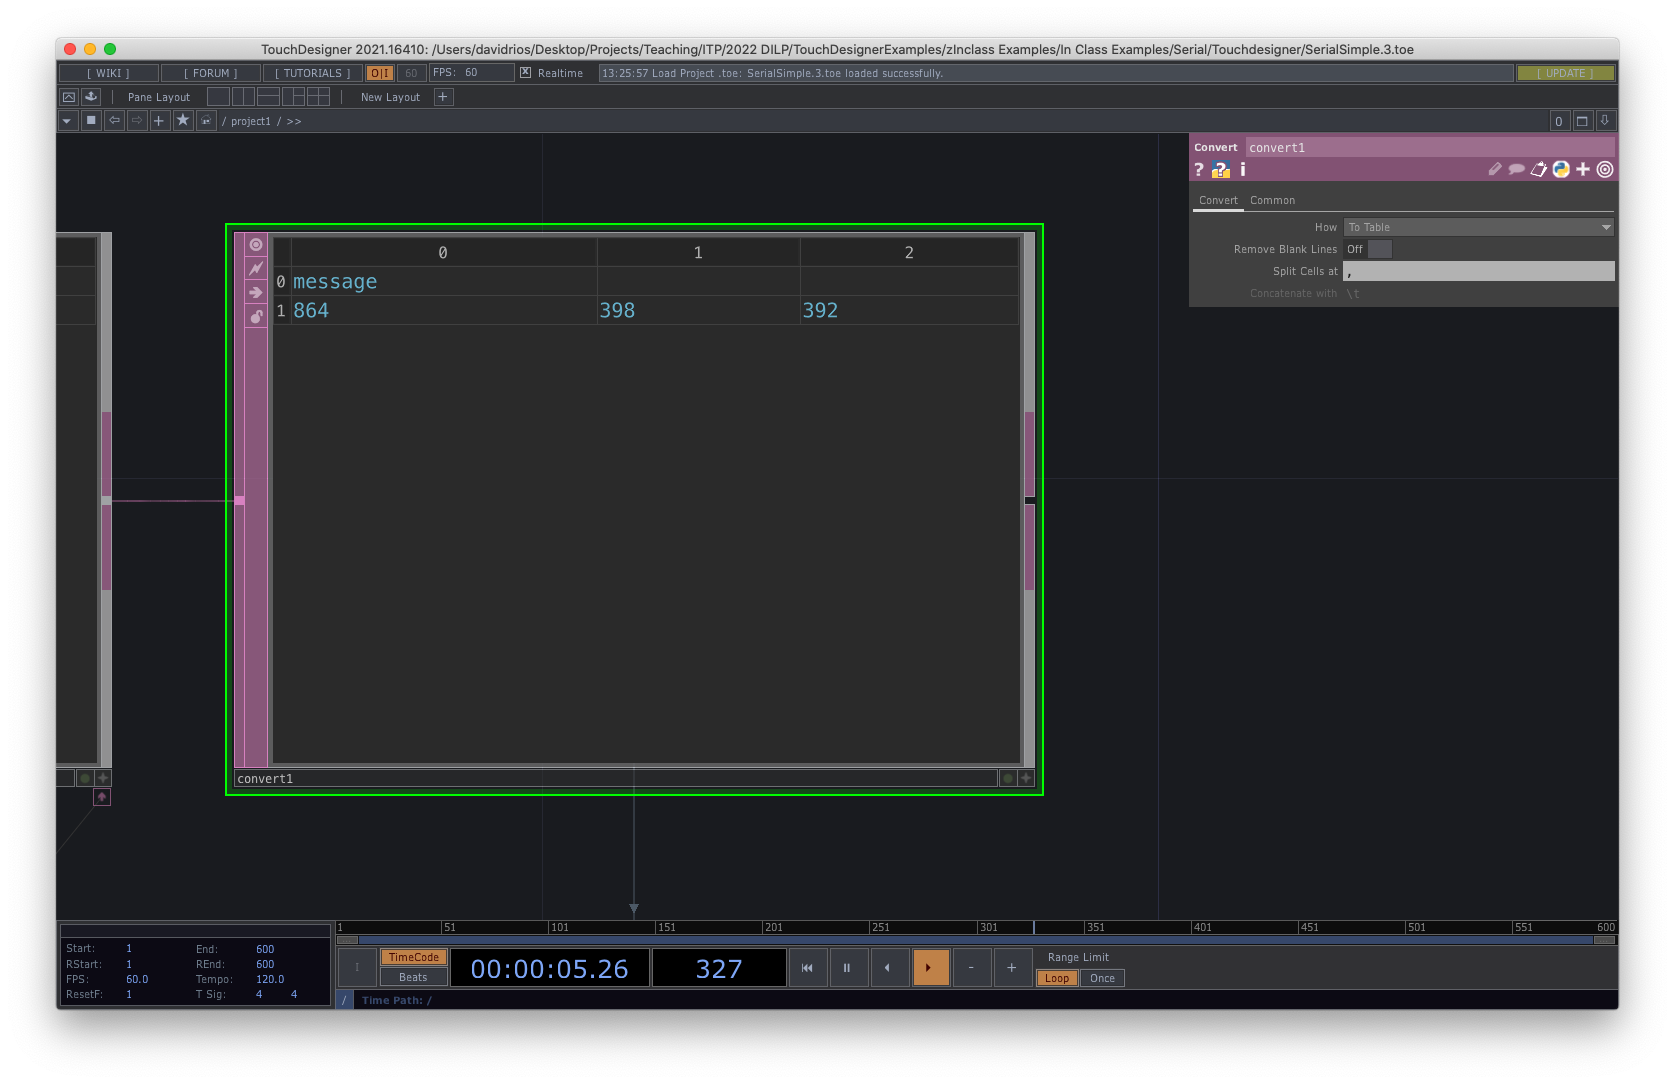 TouchDesigner 2021.16410: /Users/davidrios/Desktop/Projects/Teaching/ITP/2022 DILP/TouchDesignerExamples/zInclass Examples/In Class Examples/Serial/Touchdesigner/SerialSimple.3.toe
[ WIKI ] [ FORUM ] [ TUTORIALS ] O|I 60 FPS: 60 Realtime 13:25:57 Load Project .toe: SerialSimple.3.toe loaded successfully. [ UPDATE ]
Pane Layout New Layout +
/ project1 / >> 0
Convert convert1
? ? i
Convert Common
How To Table
Remove Blank Lines Off
Split Cells at ,
Concatenate with \t
0 1 2
0 message
1 864 398 392
convert1
1 51 101 151 201 251 301 351 401 451 501 551 600
Start: 1 End: 600
RStart: 1 REnd: 600
FPS: 60.0 Tempo: 120.0
ResetF: 1 T Sig: 4 4
TimeCode
Beats
00:00:05.26 327 - +
Range Limit
Loop Once
/ Time Path: /